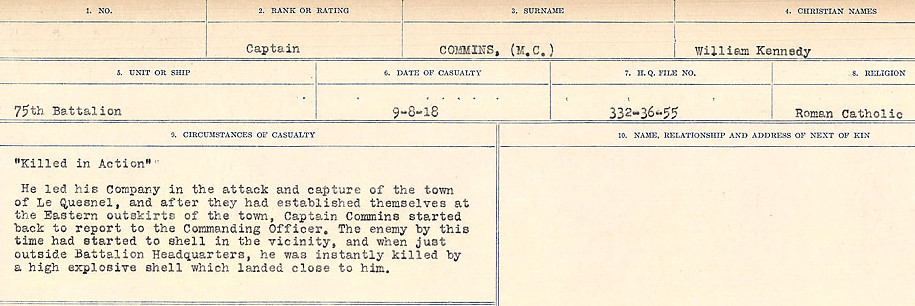 1. NO. 2. RANK OR RATING 3. SURNAME 4. CHRISTIAN NAMES
Captain COMMINS, (M.C.) William Kennedy
5. UNIT OR SHIP 6. DATE OF CASUALTY 7. H.Q. FILE NO. 8. RELIGION
75th Battalion 9-8-18 332-36-55 Roman Catholic
9. CIRCUMSTANCES OF CASUALTY 10. NAME, RELATIONSHIP AND ADDRESS OF NEXT OF KIN
"Killed in Action"
He led his Company in the attack and capture of the town
of Le Quesnel, and after they had established themselves at
the Eastern outskirts of the town, Captain Commins started
back to report to the Commanding Officer. The enemy by this
time had started to shell in the vicinity, and when just
outside Battalion Headquarters, he was instantly killed by
a high explosive shell which landed close to him.